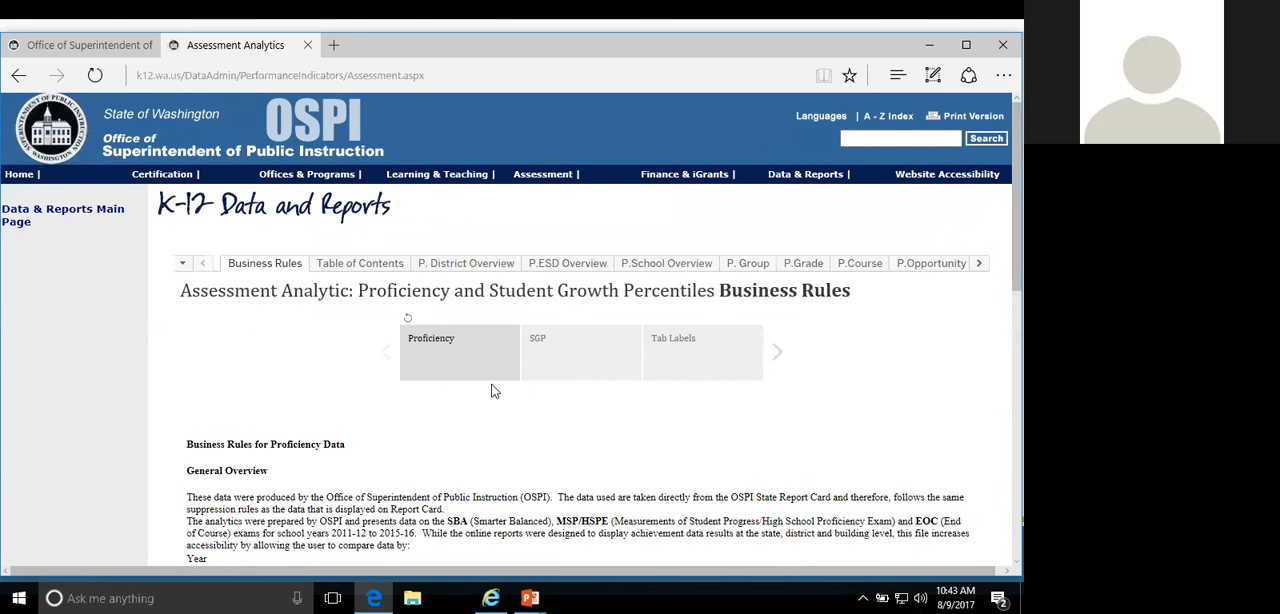 Office of Superintendent of
Assessment Analytics
k12.wa.us/DataAdmin/PerformanceIndicators/Assessment.aspx
State of Washington
OSPI
Office of
Superintendent of Public Instruction
Languages | A - Z Index Print Version
Search
Home | Certification | Offices & Programs | Learning & Teaching | Assessment | Finance & iGrants | Data & Reports | Website Accessibility
Data & Reports Main
Page
K-12 Data and Reports
Business Rules Table of Contents P. District Overview P.ESD Overview P.School Overview P. Group P.Grade P.Course P.Opportunity
Assessment Analytic: Proficiency and Student Growth Percentiles Business Rules
Proficiency SGP Tab Labels
Business Rules for Proficiency Data
General Overview
These data were produced by the Office of Superintendent of Public Instruction (OSPI). The data used are taken directly from the OSPI State Report Card and therefore, follows the same
suppression rules as the data that is displayed on Report Card.
The analytics were prepared by OSPI and presents data on the SBA (Smarter Balanced), MSP/HSPE (Measurements of Student Progress/High School Proficiency Exam) and EOC (End
of Course) exams for school years 2011-12 to 2015-16. While the online reports were designed to display achievement data results at the state, district and building level, this file increases
accessibility by allowing the user to compare data by:
Year
Ask me anything
10:43 AM
8/9/2017
2